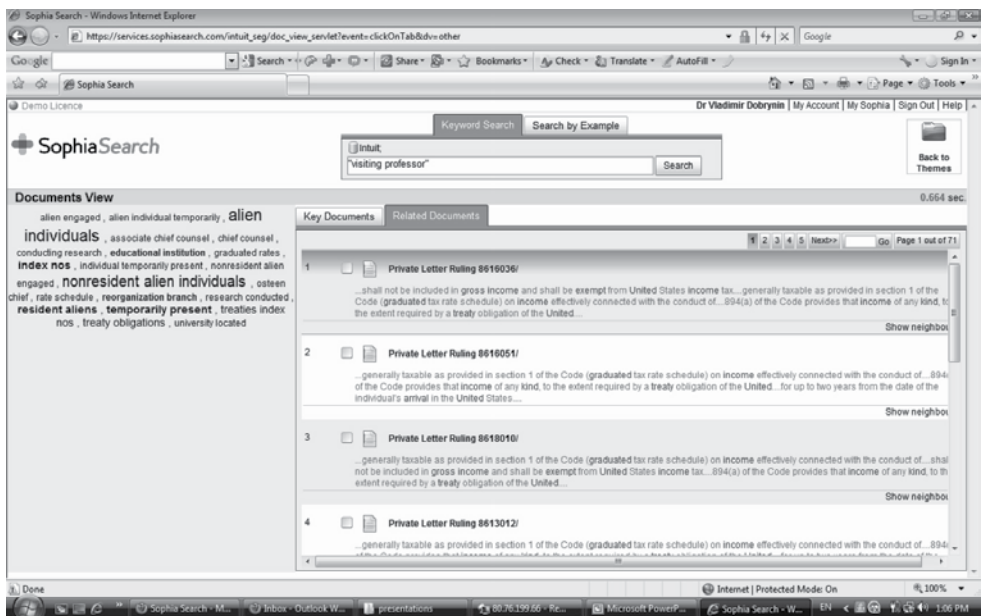 Sophia Search - Windows Internet Explorer
https://services.sophiasearch.com/intuit_seg/doc_view_servlet?event=clickOnTab&dv=other
Google
Google
Search
Share
Bookmarks
Check
Translate
AutoFill
Sign In
Sophia Search
Page
Tools
Demo Licence
Dr Vladimir Dobrynin | My Account | My Sophia | Sign Out | Help
SophiaSearch
Keyword Search
Search by Example
Intuit;
"visiting professor"
Search
Back to
Themes
Documents View
0.664 sec.
alien engaged , alien individual temporarily , alien
individuals , associate chief counsel , chief counsel ,
conducting research , educational institution , graduated rates ,
index nos , individual temporarily present , nonresident alien
engaged , nonresident alien individuals , osteen
chief , rate schedule , reorganization branch , research conducted ,
resident aliens , temporarily present , treaties index
nos , treaty obligations , university located
Key Documents
Related Documents
1 2 3 4 5 Next>> Go Page 1 out of 71
1 Private Letter Ruling 8616036/
...shall not be included in gross income and shall be exempt from United States income tax....generally taxable as provided in section 1 of the
Code (graduated tax rate schedule) on income effectively connected with the conduct of....894(a) of the Code provides that income of any kind, to
the extent required by a treaty obligation of the United....
Show neighbou
2 Private Letter Ruling 8616051/
...generally taxable as provided in section 1 of the Code (graduated tax rate schedule) on income effectively connected with the conduct of....894(
of the Code provides that income of any kind, to the extent required by a treaty obligation of the United....for up to two years from the date of the
individual's arrival in the United States....
Show neighbou
3 Private Letter Ruling 8618010/
...generally taxable as provided in section 1 of the Code (graduated tax rate schedule) on income effectively connected with the conduct of....shal
not be included in gross income and shall be exempt from United States income tax....894(a) of the Code provides that income of any kind, to th
extent required by a treaty obligation of the United....
Show neighbou
4 Private Letter Ruling 8613012/
...generally taxable as provided in section 1 of the Code (graduated tax rate schedule) on income effectively connected with the conduct of....894(
Done
Internet | Protected Mode: On
100%
Sophia Search - M...
Inbox - Outlook W...
presentations
80.76.199.66 - Re...
Microsoft PowerP...
Sophia Search - W...
EN
1:06 PM